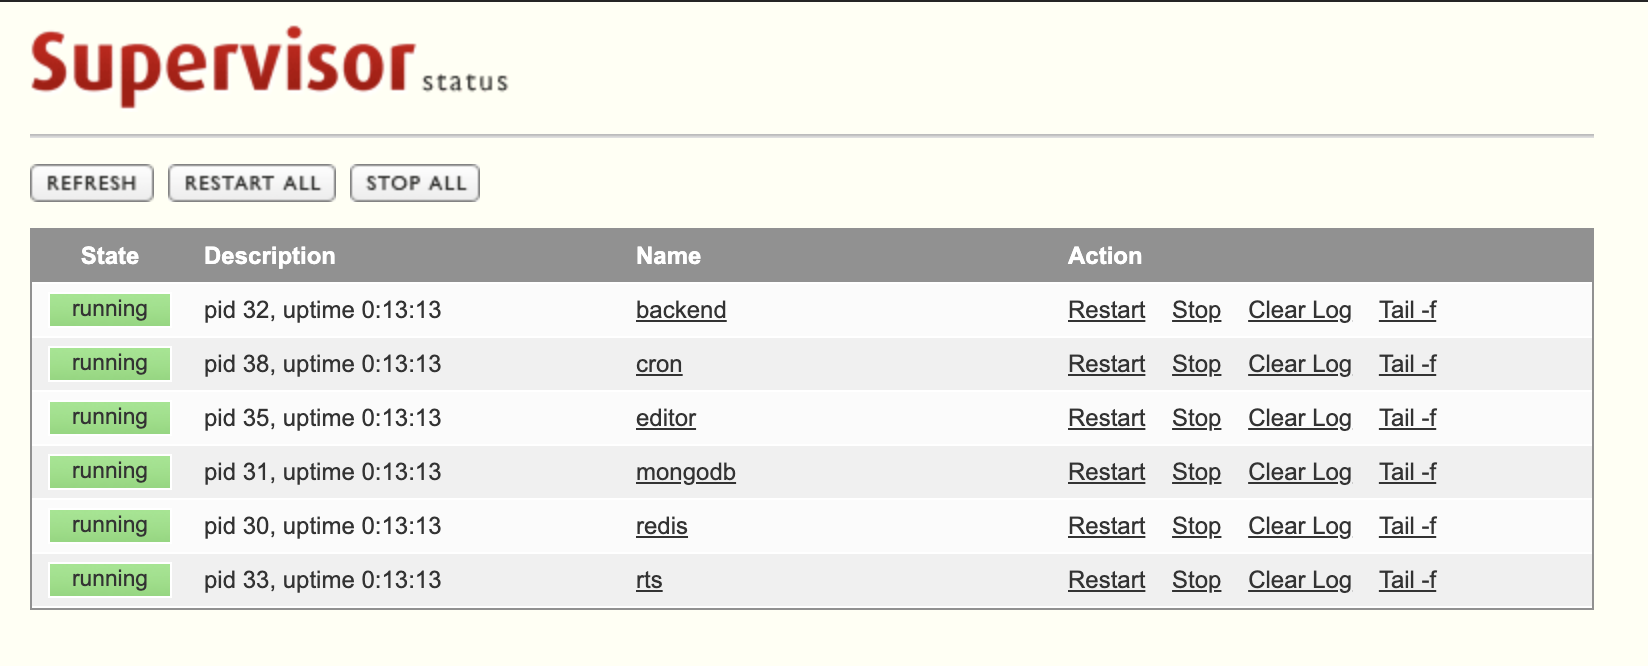 Supervisor status
REFRESH RESTART ALL STOP ALL
State Description Name Action
running pid 32, uptime 0:13:13 backend Restart Stop Clear Log Tail -f
running pid 38, uptime 0:13:13 cron Restart Stop Clear Log Tail -f
running pid 35, uptime 0:13:13 editor Restart Stop Clear Log Tail -f
running pid 31, uptime 0:13:13 mongodb Restart Stop Clear Log Tail -f
running pid 30, uptime 0:13:13 redis Restart Stop Clear Log Tail -f
running pid 33, uptime 0:13:13 rts Restart Stop Clear Log Tail -f